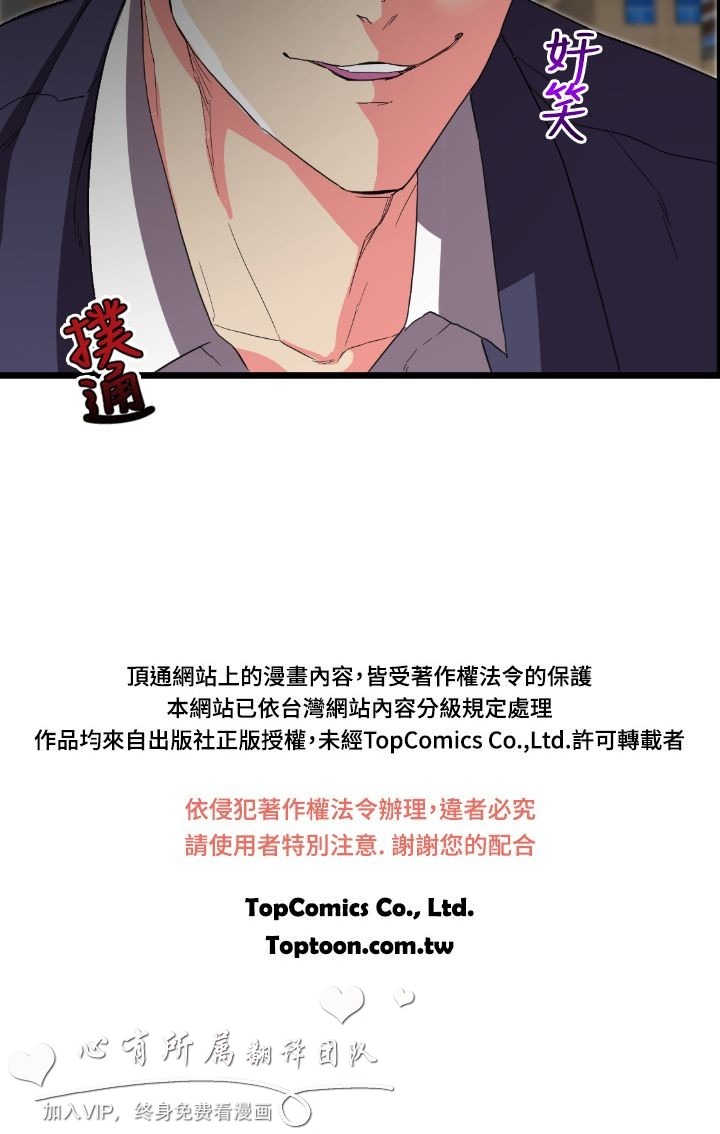 奸笑
撲通
頂通網站上的漫畫內容,皆受著作權法令的保護
本網站已依台灣網站內容分級規定處理
作品均來自出版社正版授權,未經TopComics Co.,Ltd.許可轉載者
依侵犯著作權法令辦理,違者必究
請使用者特別注意. 謝謝您的配合
TopComics Co., Ltd.
Toptoon.com.tw
心有所属翻译团队
加入VIP，终身免费看漫画